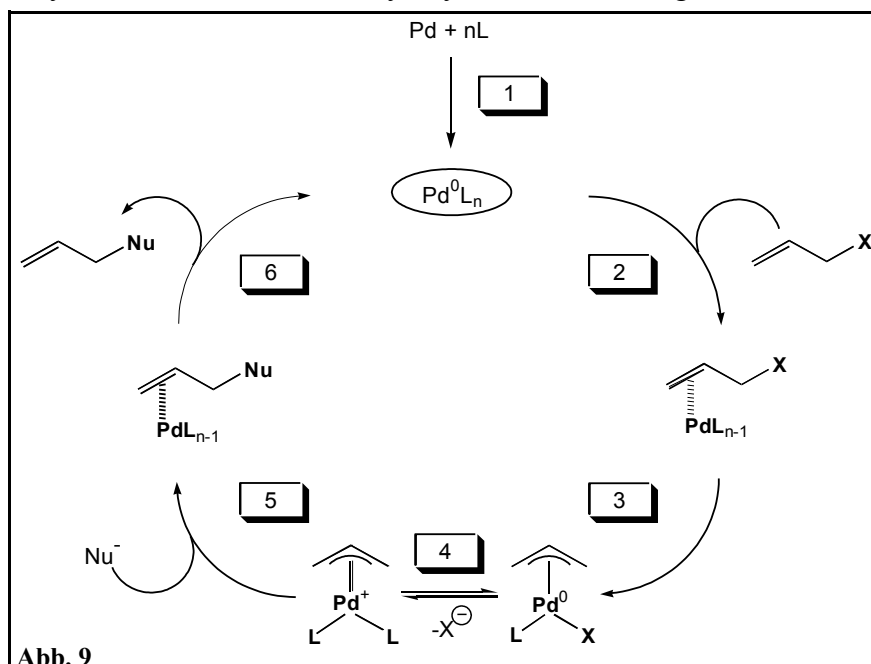 Pd + nL
1
Pd⁰Lₙ
Nu
X
6
2
Nu
X
PdLₙ₋₁
PdLₙ₋₁
5
3
Nu⁻
4
Pd⁺
Pd⁰
L
L
-X⊖
L
X
Abb. 9